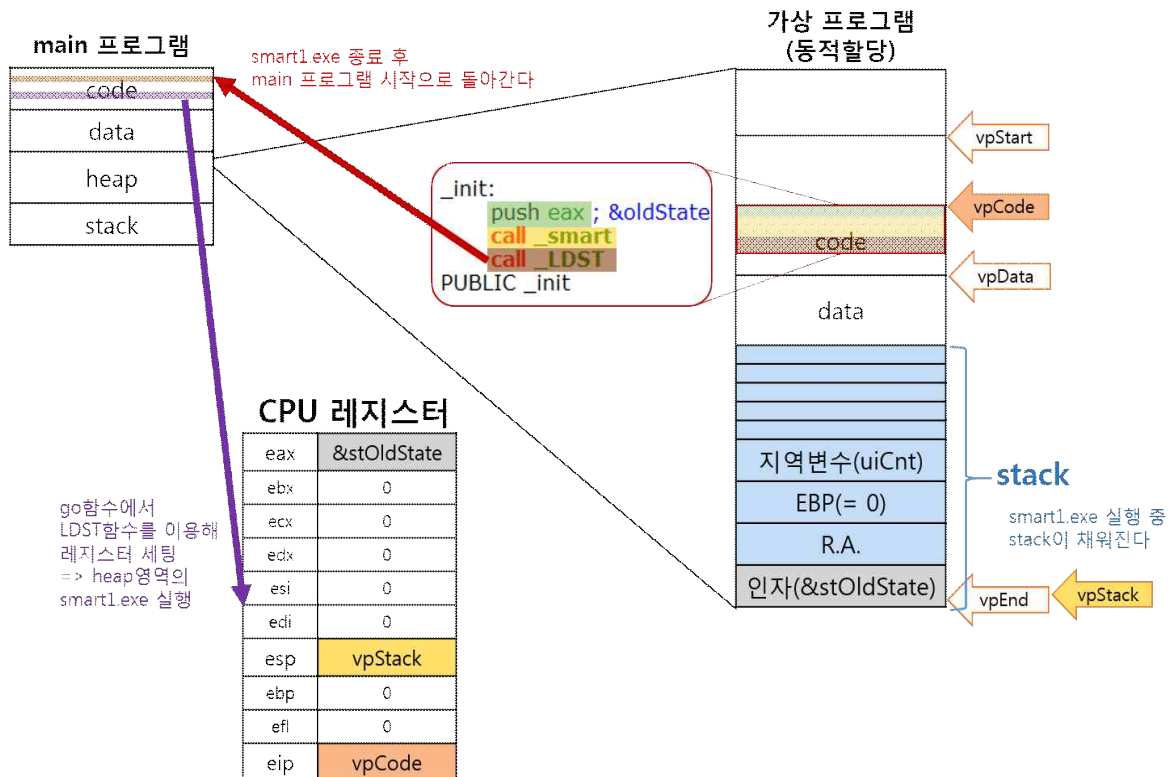 main 프로그램
code
data
heap
stack
smart1.exe 종료 후
main 프로그램 시작으로 돌아간다
_init:
push eax ; &oldState
call _smart
call _LDST
PUBLIC _init
가상 프로그램
(동적할당)
code
data
지역변수(uiCnt)
EBP(= 0)
R.A.
인자(&stOldState)
vpStart
vpCode
vpData
vpEnd
vpStack
stack
smart1.exe 실행 중
stack이 채워진다
CPU 레지스터
eax &stOldState
ebx 0
ecx 0
edx 0
esi 0
edi 0
esp vpStack
ebp 0
efl 0
eip vpCode
go함수에서
LDST함수를 이용해
레지스터 세팅
=> heap영역의
smart1.exe 실행